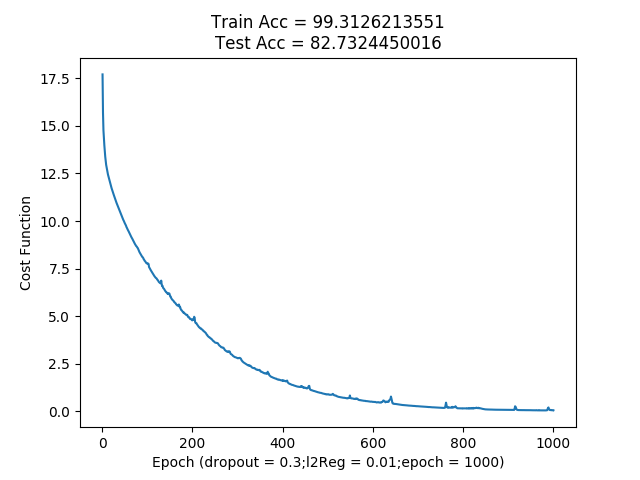 Train Acc = 99.3126213551
Test Acc = 82.7324450016
17.5
15.0
12.5
10.0
7.5
5.0
2.5
0.0
Cost Function
0 200 400 600 800 1000
Epoch (dropout = 0.3;l2Reg = 0.01;epoch = 1000)